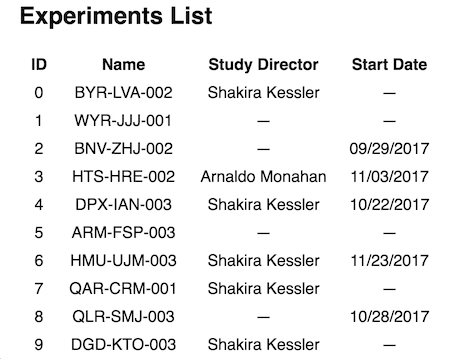 Experiments List
ID Name Study Director Start Date
0 BYR-LVA-002 Shakira Kessler —
1 WYR-JJJ-001 — —
2 BNV-ZHJ-002 — 09/29/2017
3 HTS-HRE-002 Arnaldo Monahan 11/03/2017
4 DPX-IAN-003 Shakira Kessler 10/22/2017
5 ARM-FSP-003 — —
6 HMU-UJM-003 Shakira Kessler 11/23/2017
7 QAR-CRM-001 Shakira Kessler —
8 QLR-SMJ-003 — 10/28/2017
9 DGD-KTO-003 Shakira Kessler —